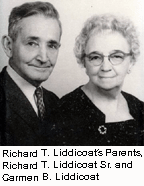 Richard T. Liddicoat's Parents,
Richard T. Liddicoat Sr. and
Carmen B. Liddicoat